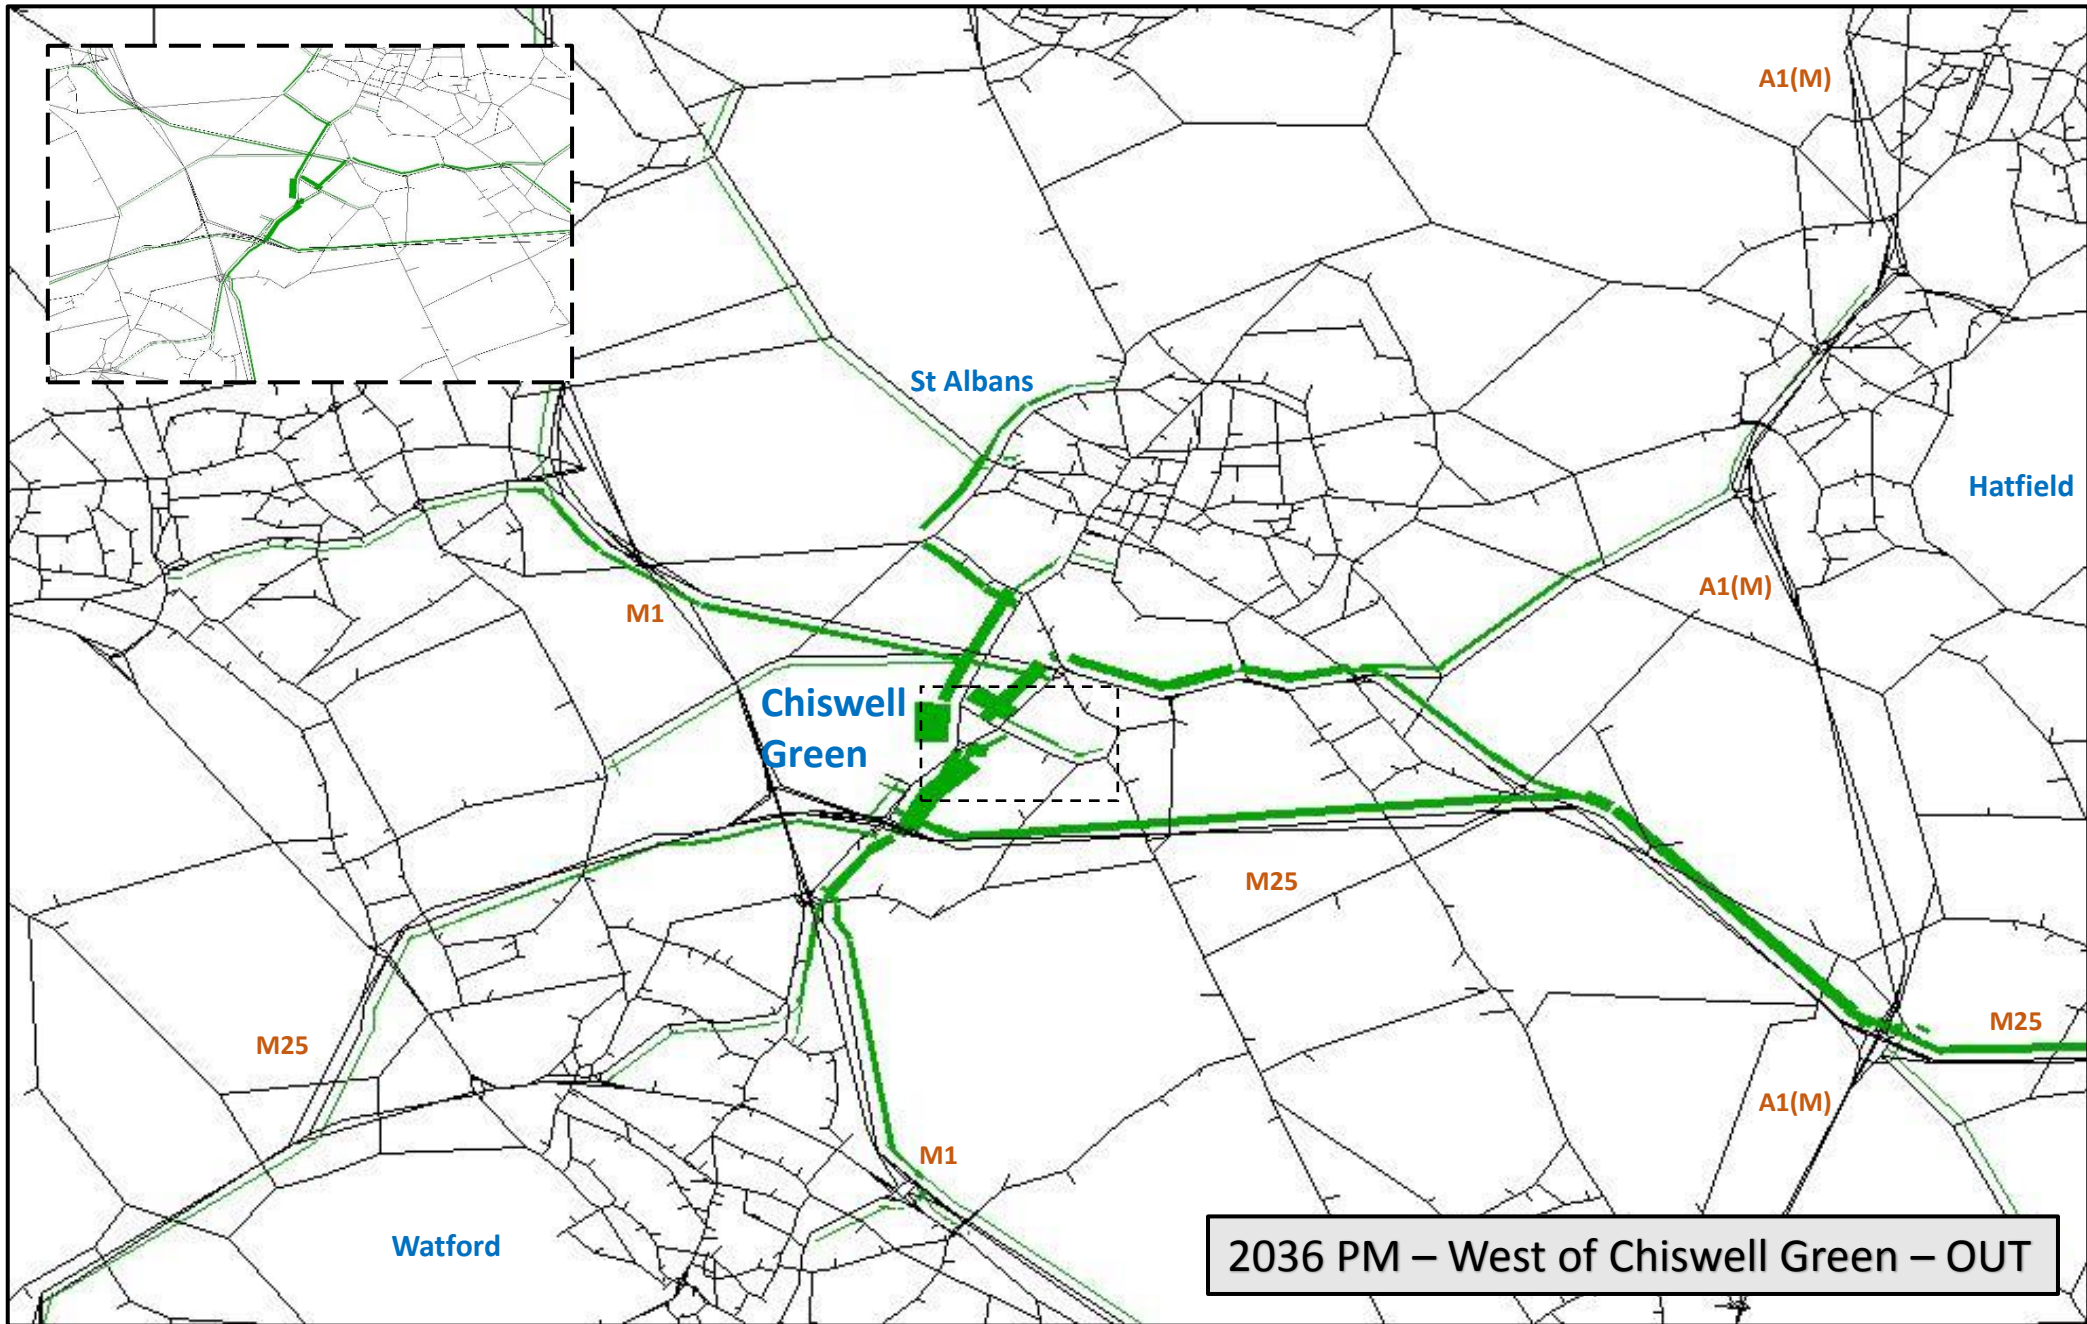 A1(M)
St Albans
Hatfield
M1
A1(M)
Chiswell
Green
M25
M25
M25
A1(M)
M1
Watford
2036 PM – West of Chiswell Green – OUT